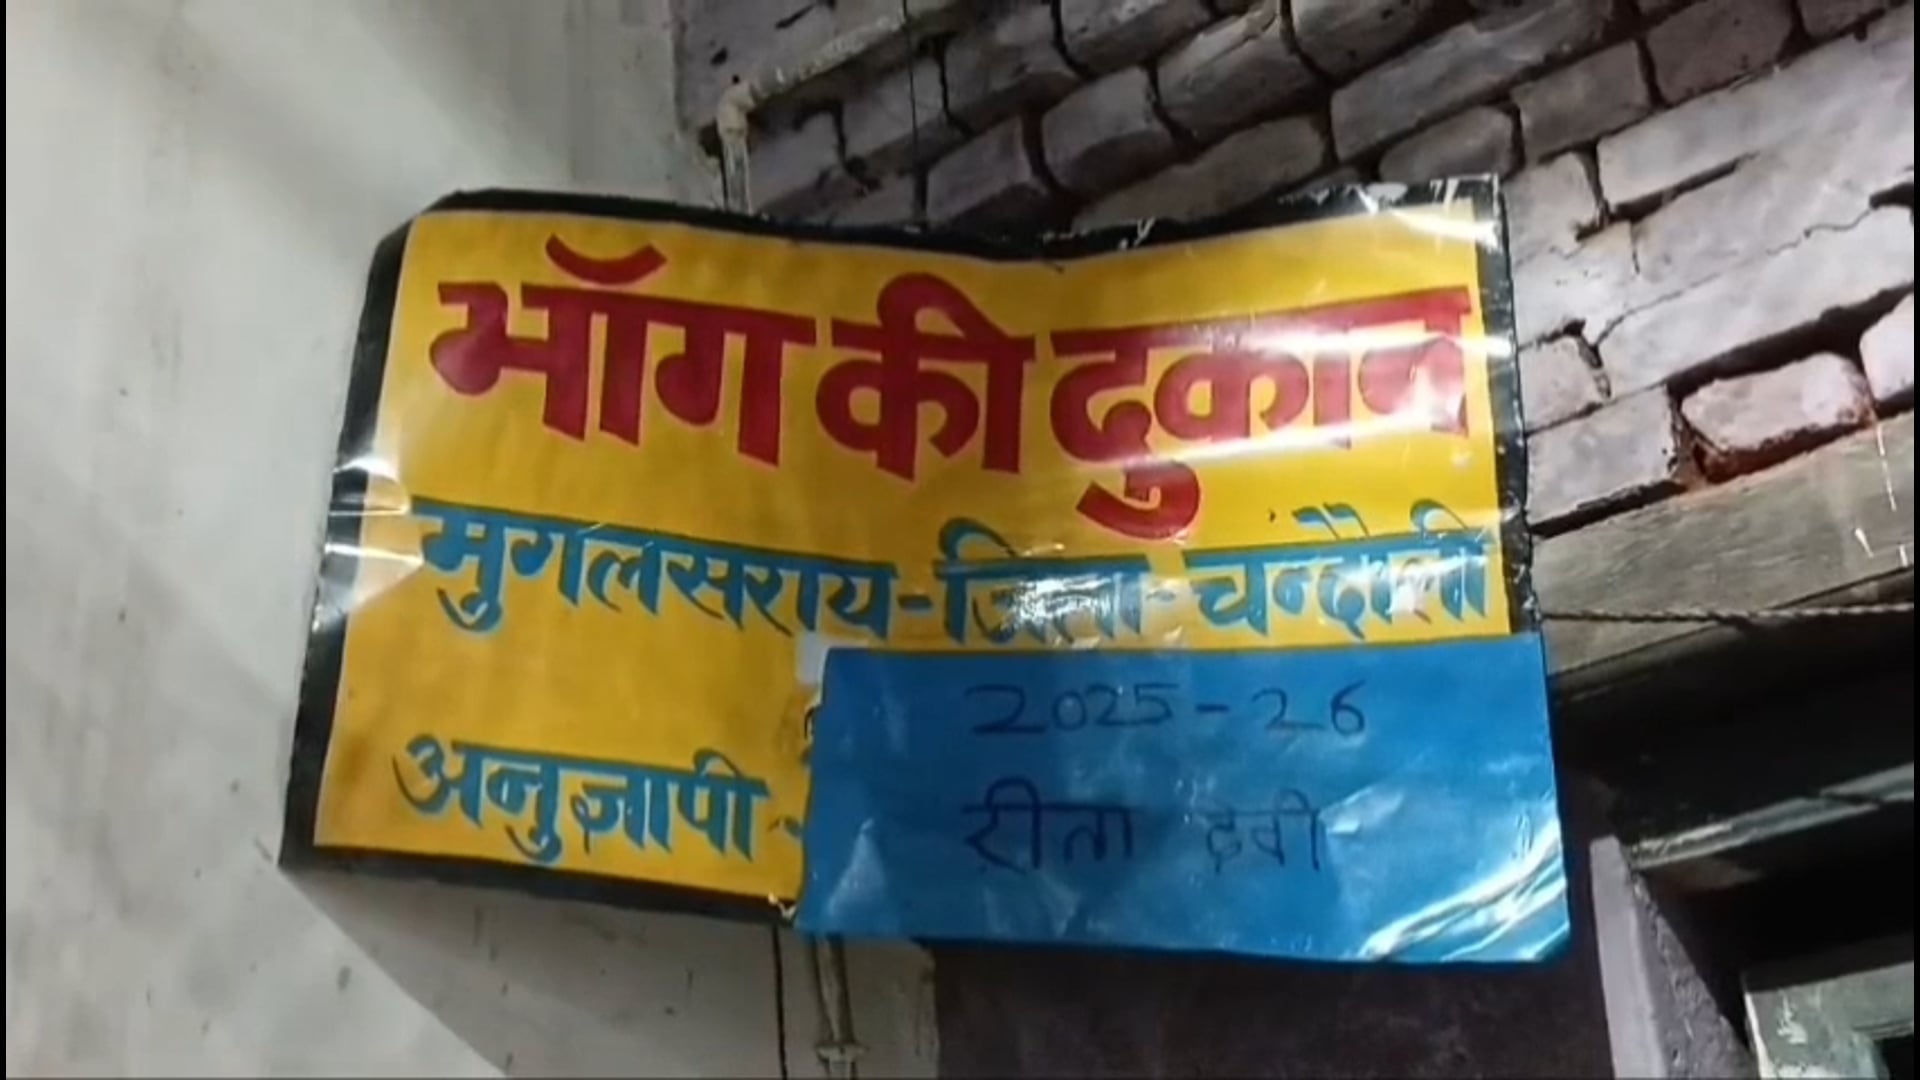 भॉग की दुकान
मुगलसराय-जिला-चन्दौली
अनुज्ञापी -
2025-26
रीता देवी